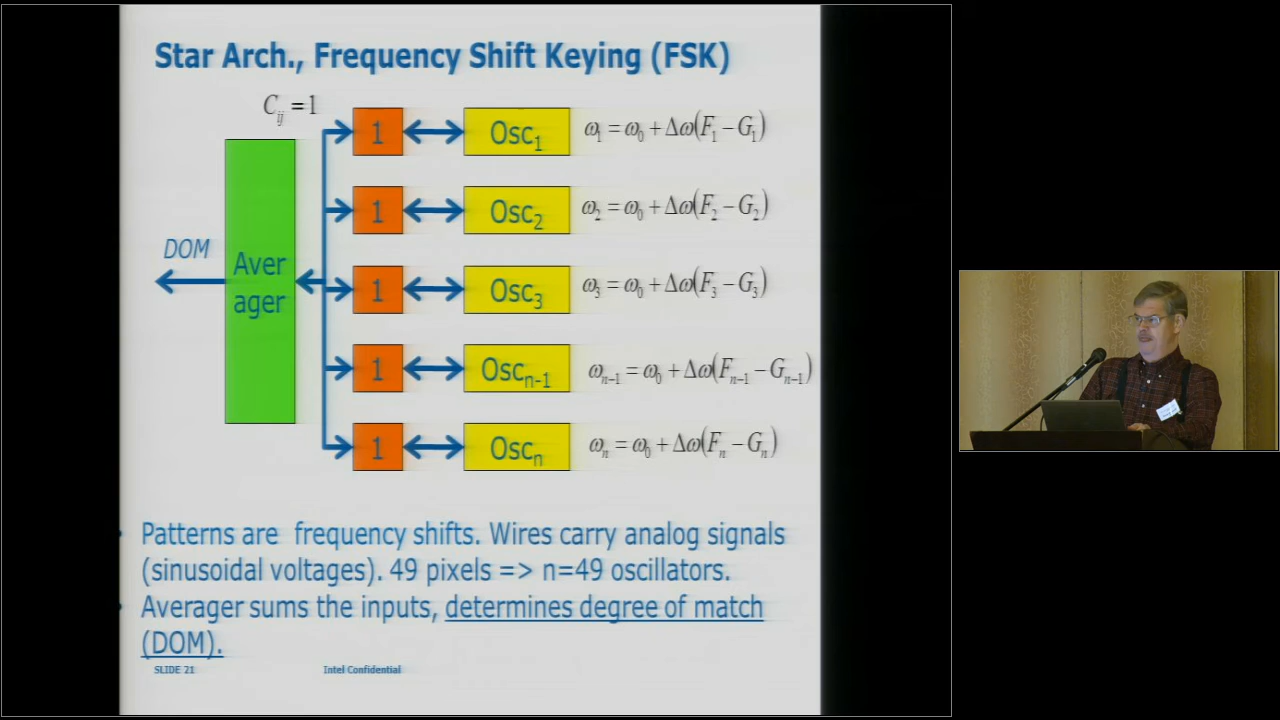 Star Arch., Frequency Shift Keying (FSK)
C_ij = 1
1
Osc_1
ω_1 = ω_0 + Δω(F_1 − G_1)
1
Osc_2
ω_2 = ω_0 + Δω(F_2 − G_2)
DOM
Aver
ager
1
Osc_3
ω_3 = ω_0 + Δω(F_3 − G_3)
1
Osc_n-1
ω_n−1 = ω_0 + Δω(F_n−1 − G_n−1)
1
Osc_n
ω_n = ω_0 + Δω(F_n − G_n)
Patterns are frequency shifts. Wires carry analog signals
(sinusoidal voltages). 49 pixels => n=49 oscillators.
Averager sums the inputs, determines degree of match
(DOM).
SLIDE 21
Intel Confidential